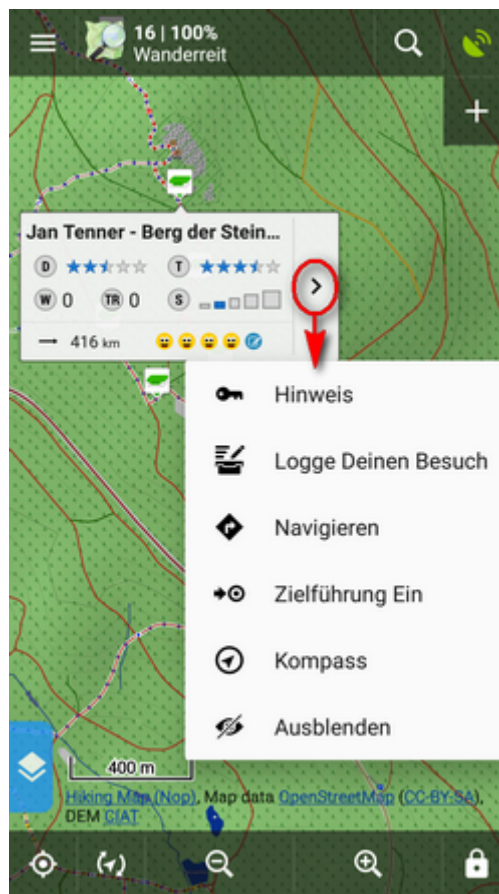 16 | 100%
Wanderreit
Jan Tenner - Berg der Stein...
D
T
W 0
TR 0
S
416 km
Hinweis
Logge Deinen Besuch
Navigieren
Zielführung Ein
Kompass
Ausblenden
400 m
Hiking Map (Nop), Map data OpenStreetMap (CC-BY-SA),
DEM CIAT